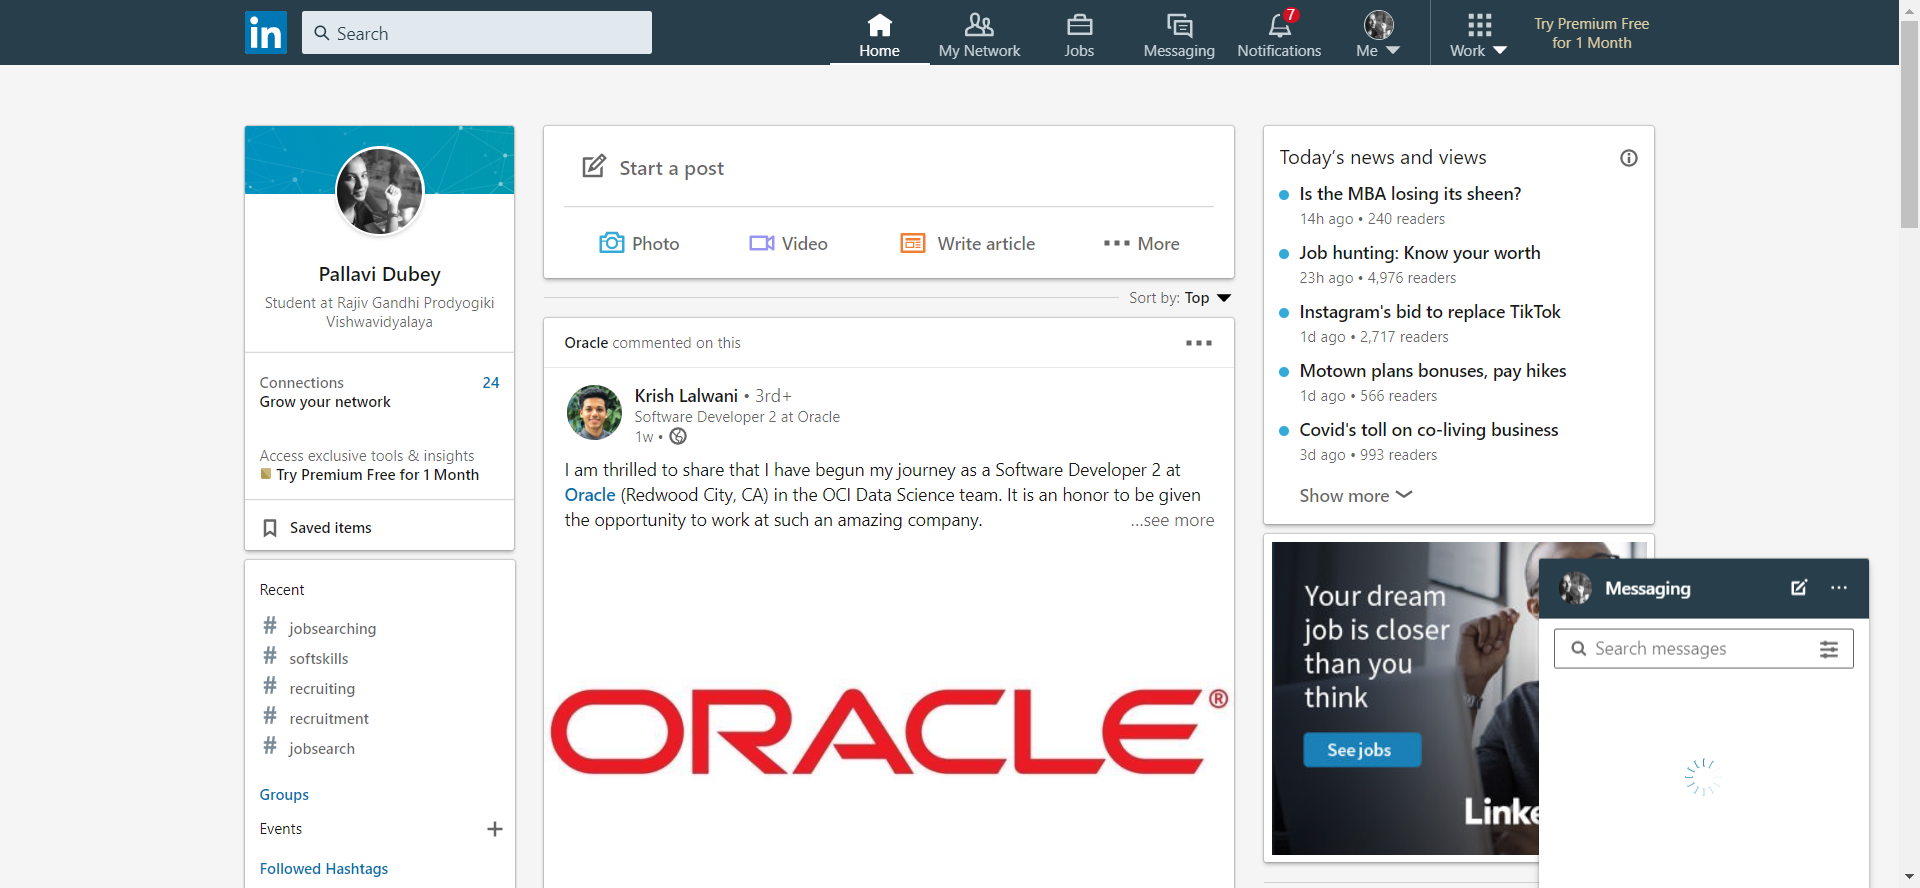 in
Search
Home
My Network
Jobs
Messaging
7
Notifications
Me
Work
Try Premium Free
for 1 Month
Pallavi Dubey
Student at Rajiv Gandhi Prodyogiki
Vishwavidyalaya
Connections 24
Grow your network
Access exclusive tools & insights
Try Premium Free for 1 Month
Saved items
Recent
# jobsearching
# softskills
# recruiting
# recruitment
# jobsearch
Groups
Events +
Followed Hashtags
Start a post
Photo
Video
Write article
More
Sort by: Top
Oracle commented on this
Krish Lalwani • 3rd+
Software Developer 2 at Oracle
1w •
I am thrilled to share that I have begun my journey as a Software Developer 2 at
Oracle (Redwood City, CA) in the OCI Data Science team. It is an honor to be given
the opportunity to work at such an amazing company. ...see more
ORACLE®
Today's news and views
Is the MBA losing its sheen?
14h ago • 240 readers
Job hunting: Know your worth
23h ago • 4,976 readers
Instagram's bid to replace TikTok
1d ago • 2,717 readers
Motown plans bonuses, pay hikes
1d ago • 566 readers
Covid's toll on co-living business
3d ago • 993 readers
Show more
Your dream
job is closer
than you
think
See jobs
Linke
Messaging
Search messages